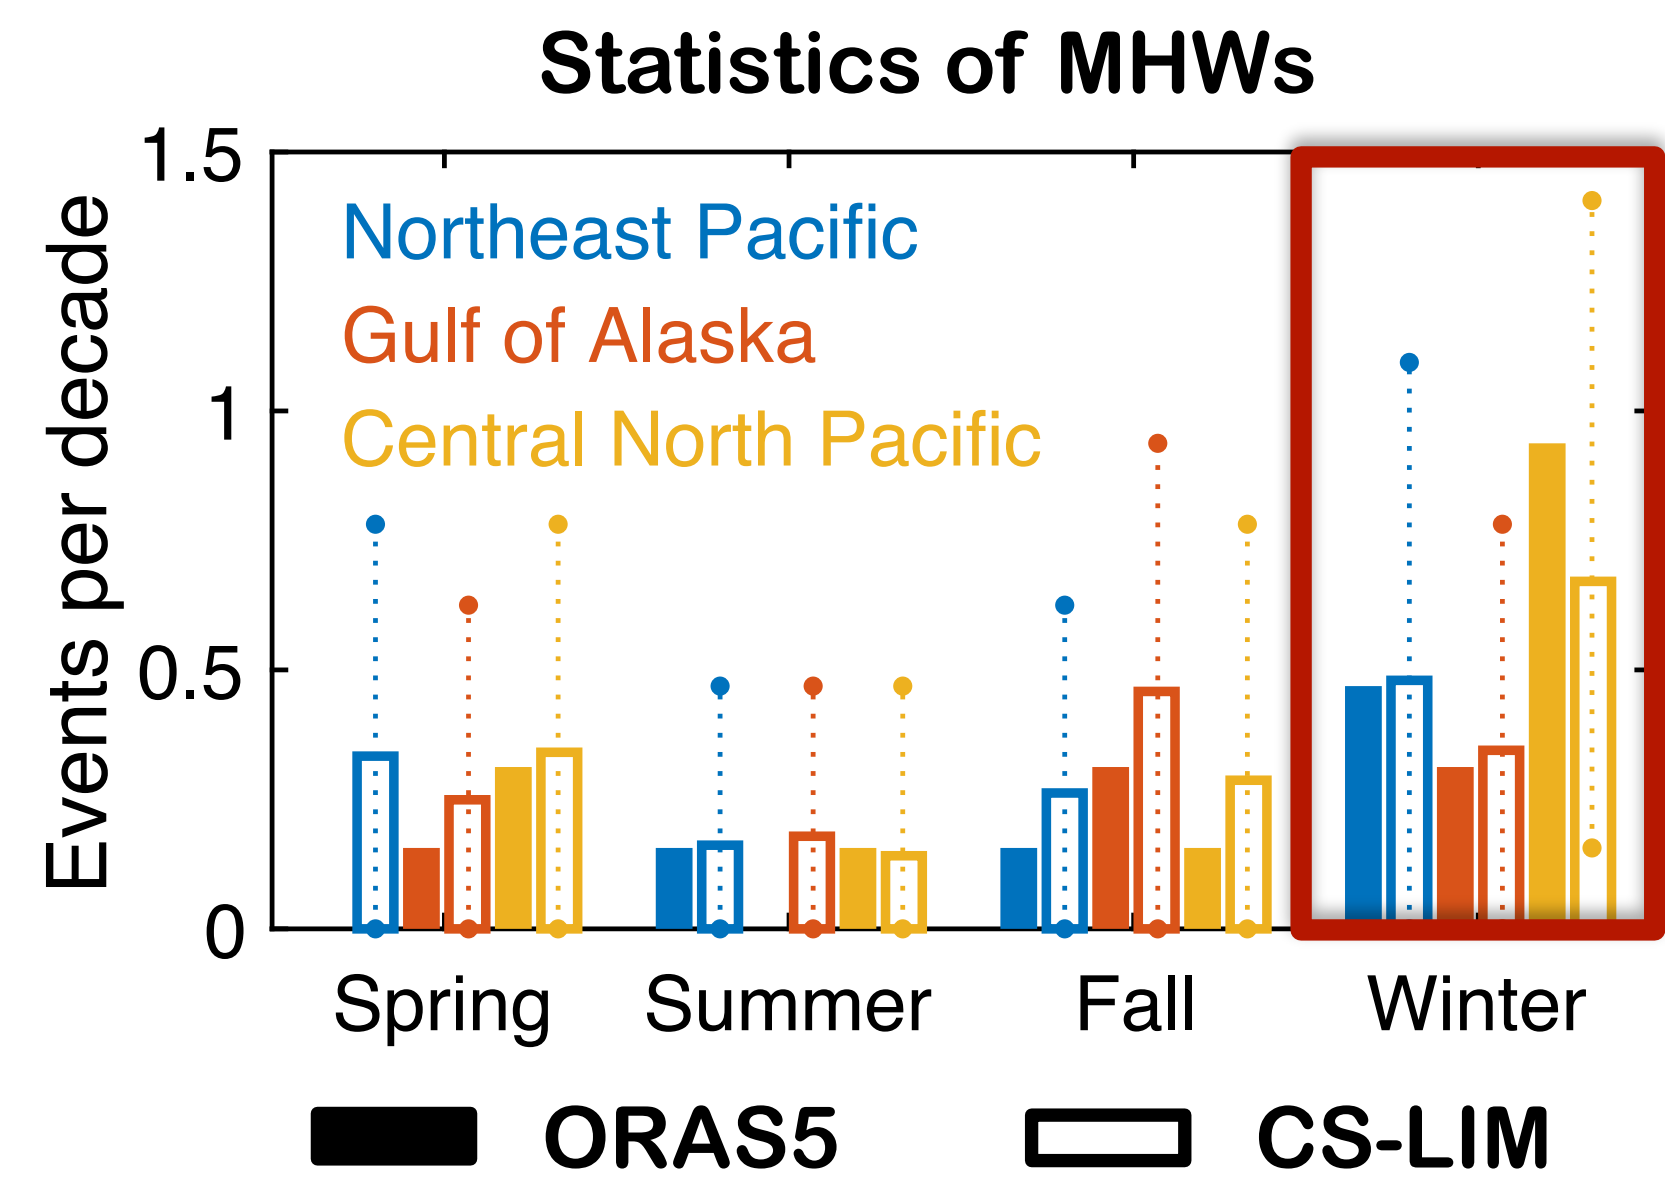 Statistics of MHWs
Events per decade
1.5
1
0.5
0
Northeast Pacific
Gulf of Alaska
Central North Pacific
Spring Summer Fall Winter
ORAS5 CS-LIM